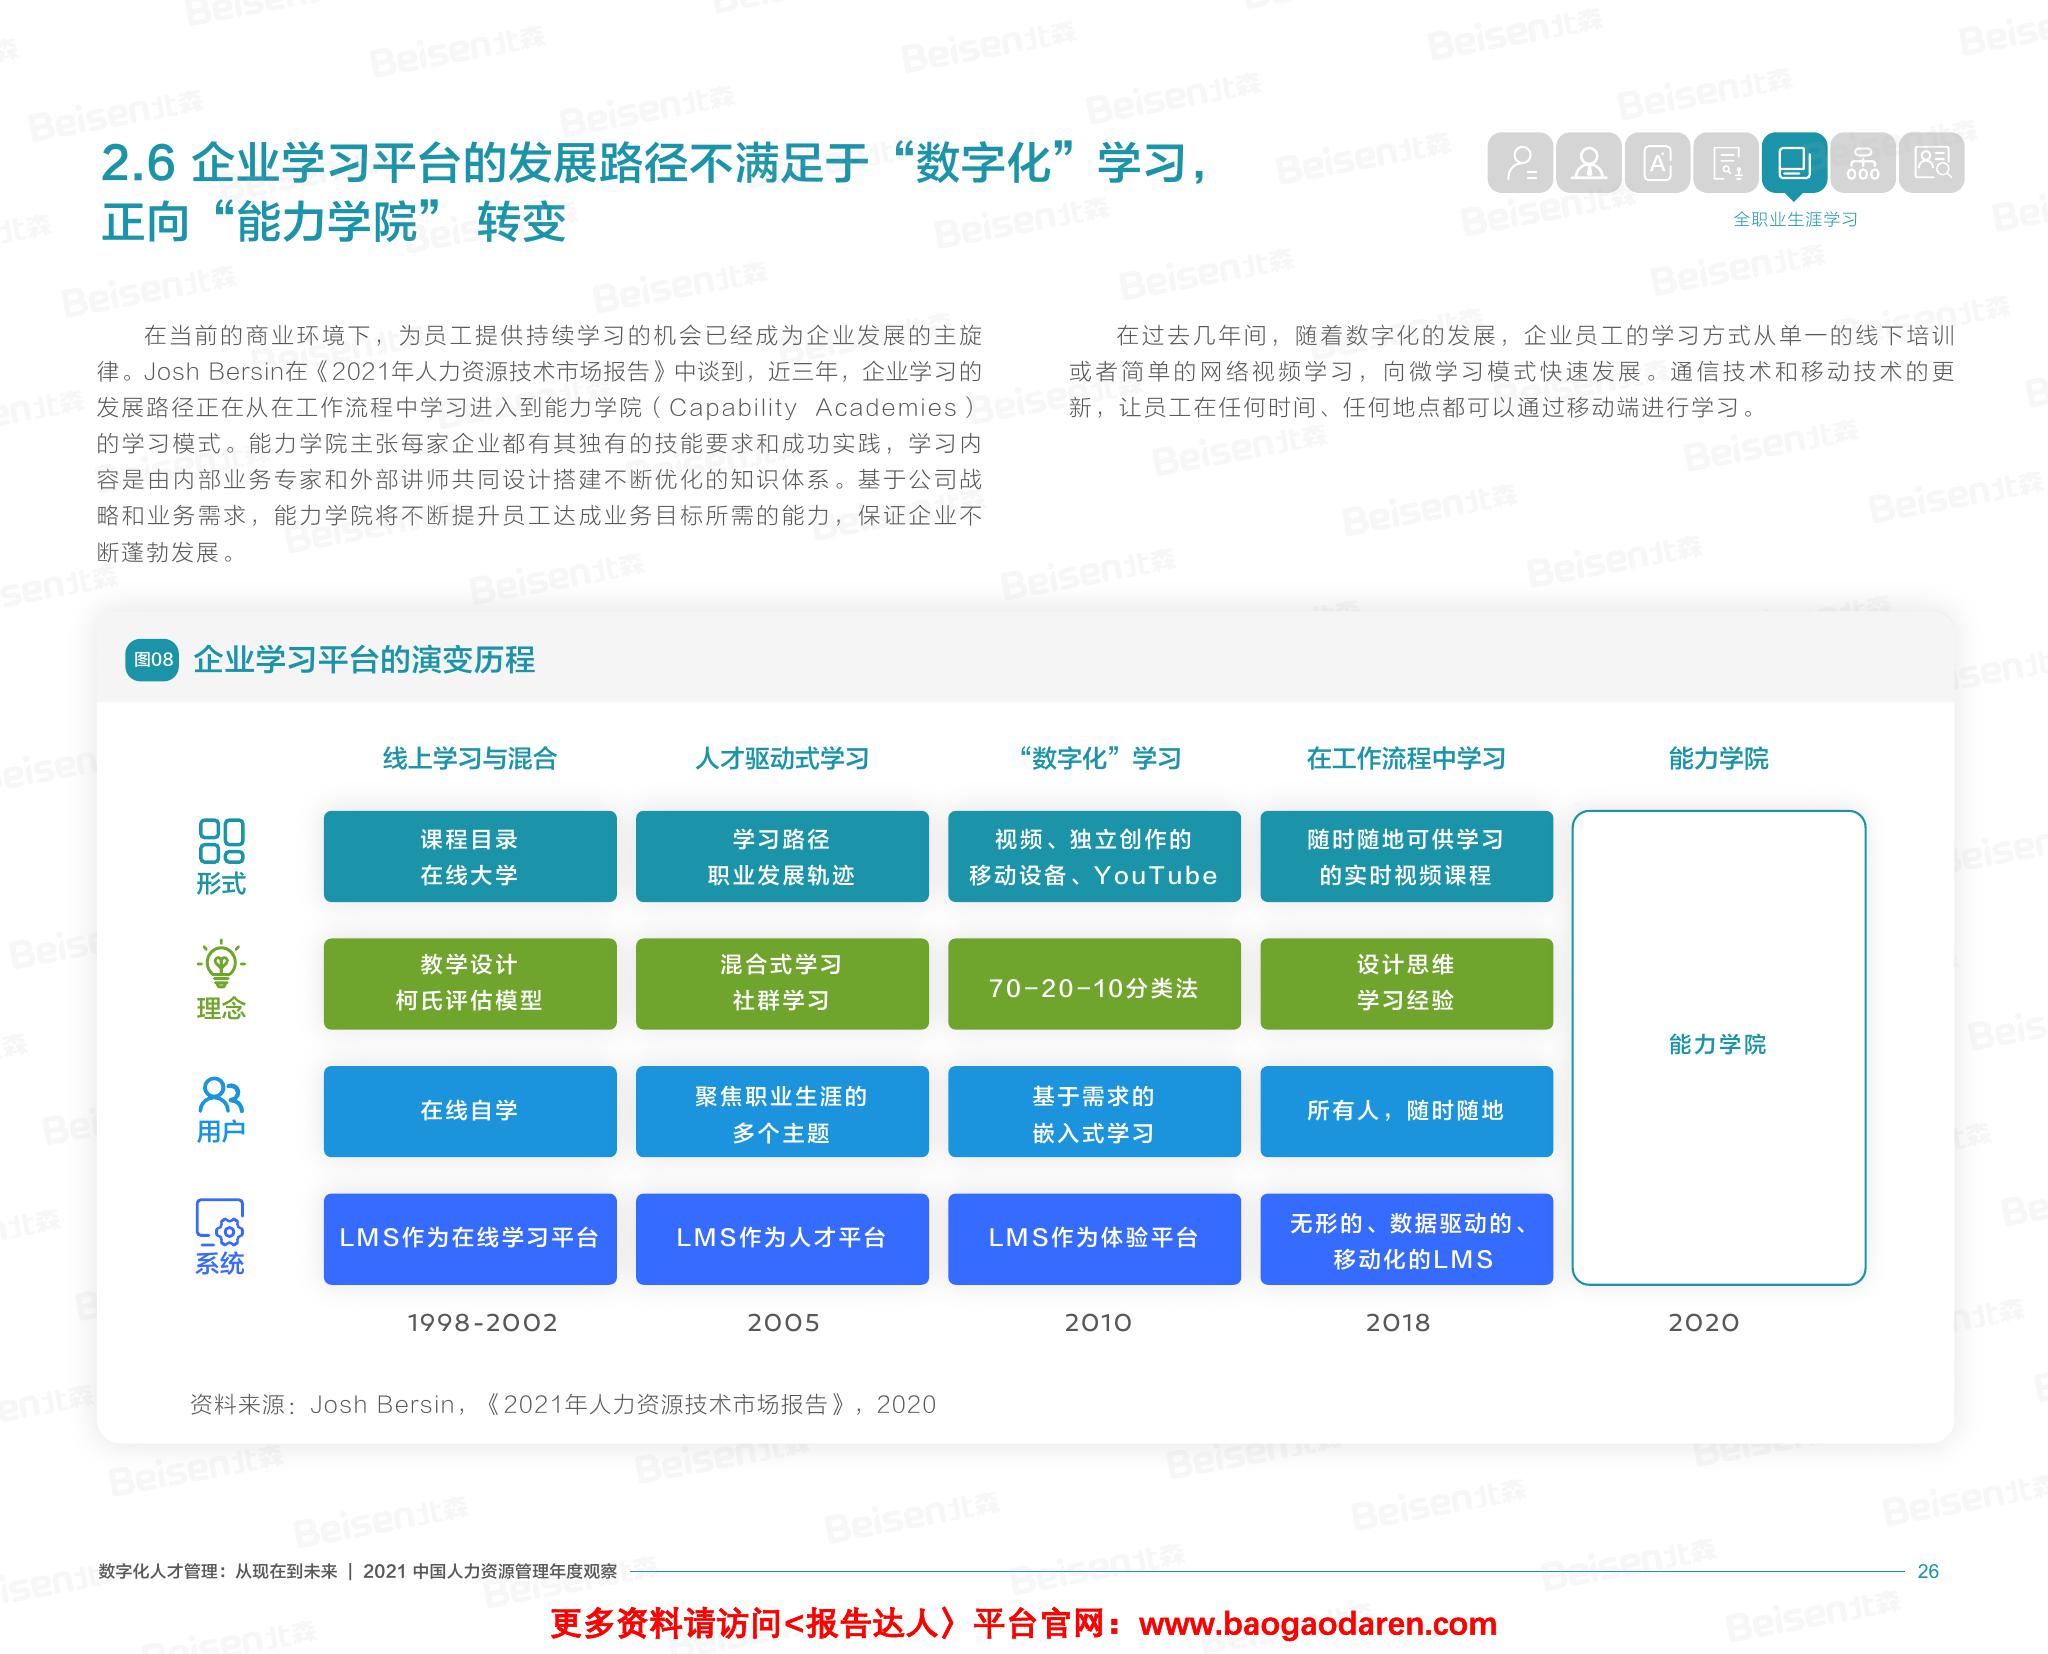 2.6 企业学习平台的发展路径不满足于“数字化”学习，
正向“能力学院” 转变
全职业生涯学习
在当前的商业环境下，为员工提供持续学习的机会已经成为企业发展的主旋
律。Josh Bersin在《2021年人力资源技术市场报告》中谈到，近三年，企业学习的
发展路径正在从在工作流程中学习进入到能力学院（Capability Academies）
的学习模式。能力学院主张每家企业都有其独有的技能要求和成功实践，学习内
容是由内部业务专家和外部讲师共同设计搭建不断优化的知识体系。基于公司战
略和业务需求，能力学院将不断提升员工达成业务目标所需的能力，保证企业不
断蓬勃发展。
在过去几年间，随着数字化的发展，企业员工的学习方式从单一的线下培训
或者简单的网络视频学习，向微学习模式快速发展。通信技术和移动技术的更
新，让员工在任何时间、任何地点都可以通过移动端进行学习。
图08 企业学习平台的演变历程
线上学习与混合 人才驱动式学习 “数字化”学习 在工作流程中学习 能力学院
形式
课程目录
在线大学
学习路径
职业发展轨迹
视频、独立创作的
移动设备、YouTube
随时随地可供学习
的实时视频课程
理念
教学设计
柯氏评估模型
混合式学习
社群学习
70-20-10分类法
设计思维
学习经验
能力学院
用户
在线自学
聚焦职业生涯的
多个主题
基于需求的
嵌入式学习
所有人，随时随地
系统
LMS作为在线学习平台
LMS作为人才平台
LMS作为体验平台
无形的、数据驱动的、
移动化的LMS
1998-2002 2005 2010 2018 2020
资料来源：Josh Bersin，《2021年人力资源技术市场报告》，2020
数字化人才管理：从现在到未来 | 2021 中国人力资源管理年度观察 26
更多资料请访问<报告达人〉平台官网：www.baogaodaren.com
Beisen北森